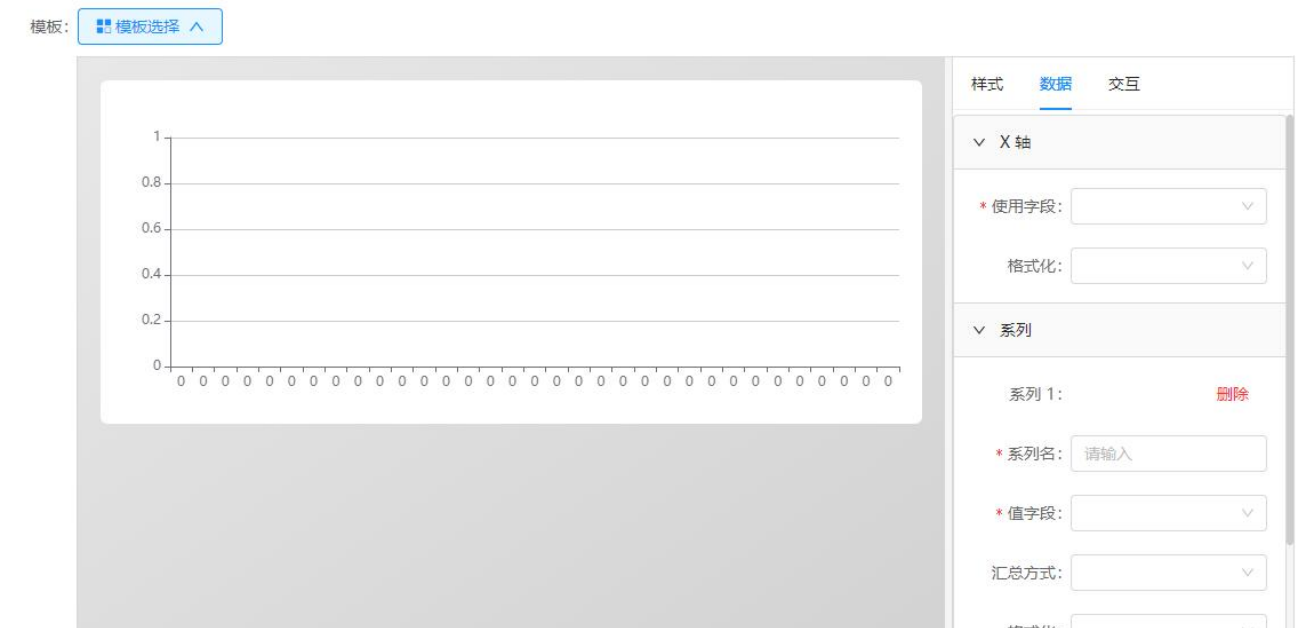 模板：
模板选择
样式 数据 交互
1
0.8
0.6
0.4
0.2
0
0 0 0 0 0 0 0 0 0 0 0 0 0 0 0 0 0 0 0 0 0 0 0 0 0 0 0 0 0 0 0 0 0
X 轴
* 使用字段：
格式化：
系列
系列 1：
删除
* 系列名： 请输入
* 值字段：
汇总方式：
格式化：